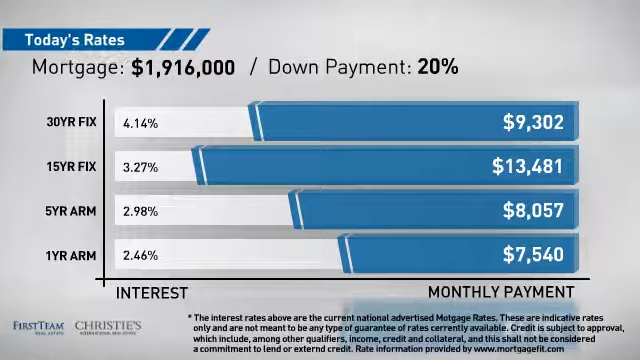 Today's Rates
Mortgage: $1,916,000 / Down Payment: 20%
30YR FIX 4.14% $9,302
15YR FIX 3.27% $13,481
5YR ARM 2.98% $8,057
1YR ARM 2.46% $7,540
INTEREST MONTHLY PAYMENT
FIRSTTEAM CHRISTIE'S
REAL ESTATE INTERNATIONAL REAL ESTATE
* The interest rates above are the current national advertised Motgage Rates. These are indicative rates
only and are not meant to be any type of guarantee of rates cerrently available. Credit is subject to approval,
which include, among other qualifiers, income, credit and collateral, and this shall not be considered
a commitment to lend or externd credit. Rate information provided by www.mortgagefit.com